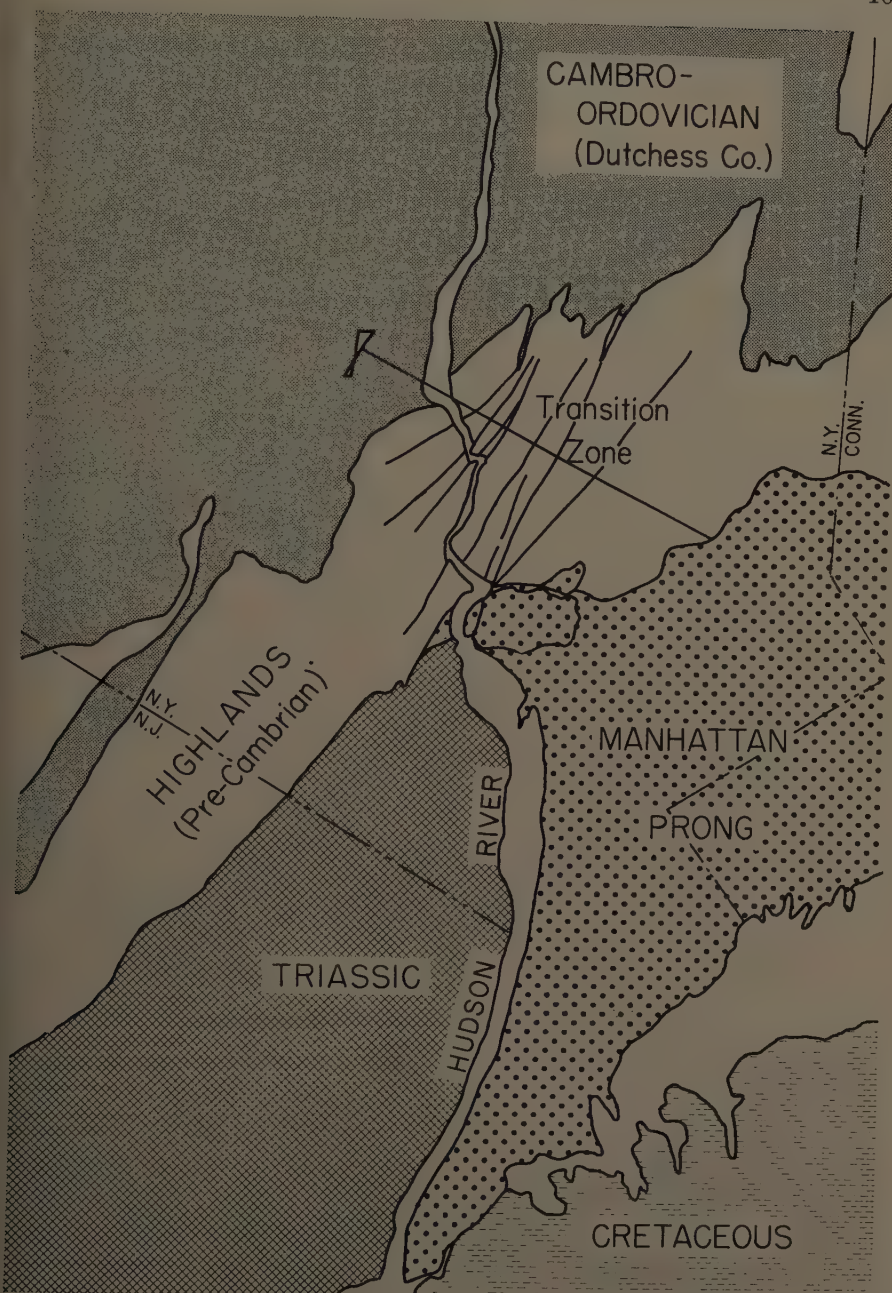 CAMBRO-
ORDOVICIAN
(Dutchess Co.)
Transition
Zone
N.Y.
CONN.
N.Y.
N.J.
HIGHLANDS
(Pre-Cambrian)
MANHATTAN
PRONG
RIVER
HUDSON
TRIASSIC
CRETACEOUS